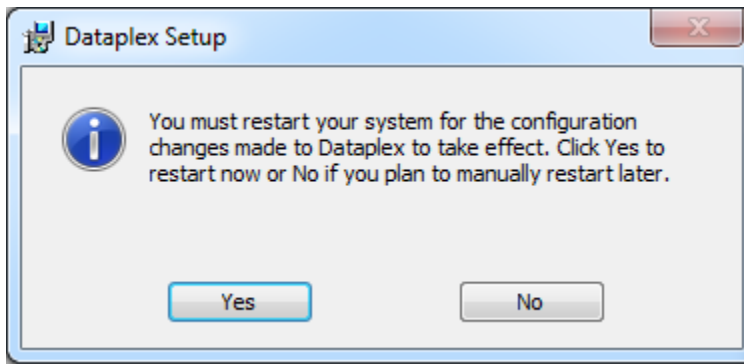 Dataplex Setup
You must restart your system for the configuration
changes made to Dataplex to take effect. Click Yes to
restart now or No if you plan to manually restart later.
Yes
No